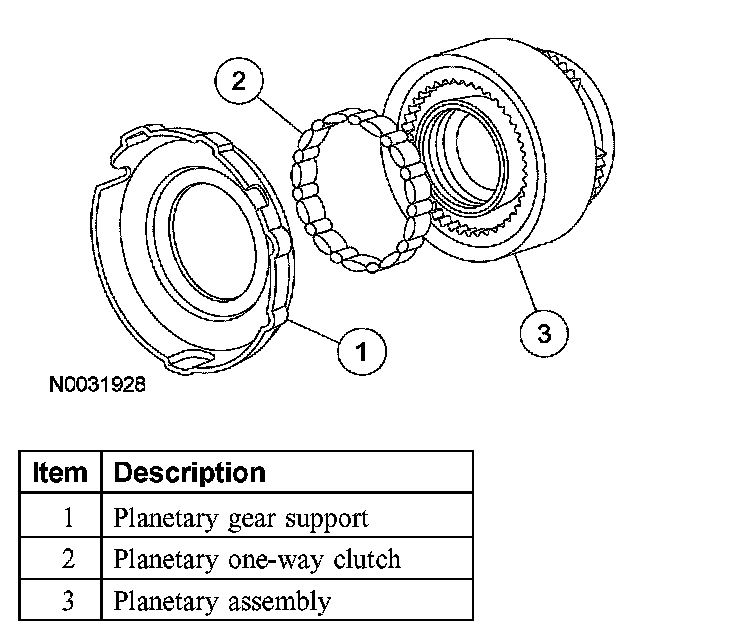 2
1
3
N0031928
Item Description
1 Planetary gear support
2 Planetary one-way clutch
3 Planetary assembly